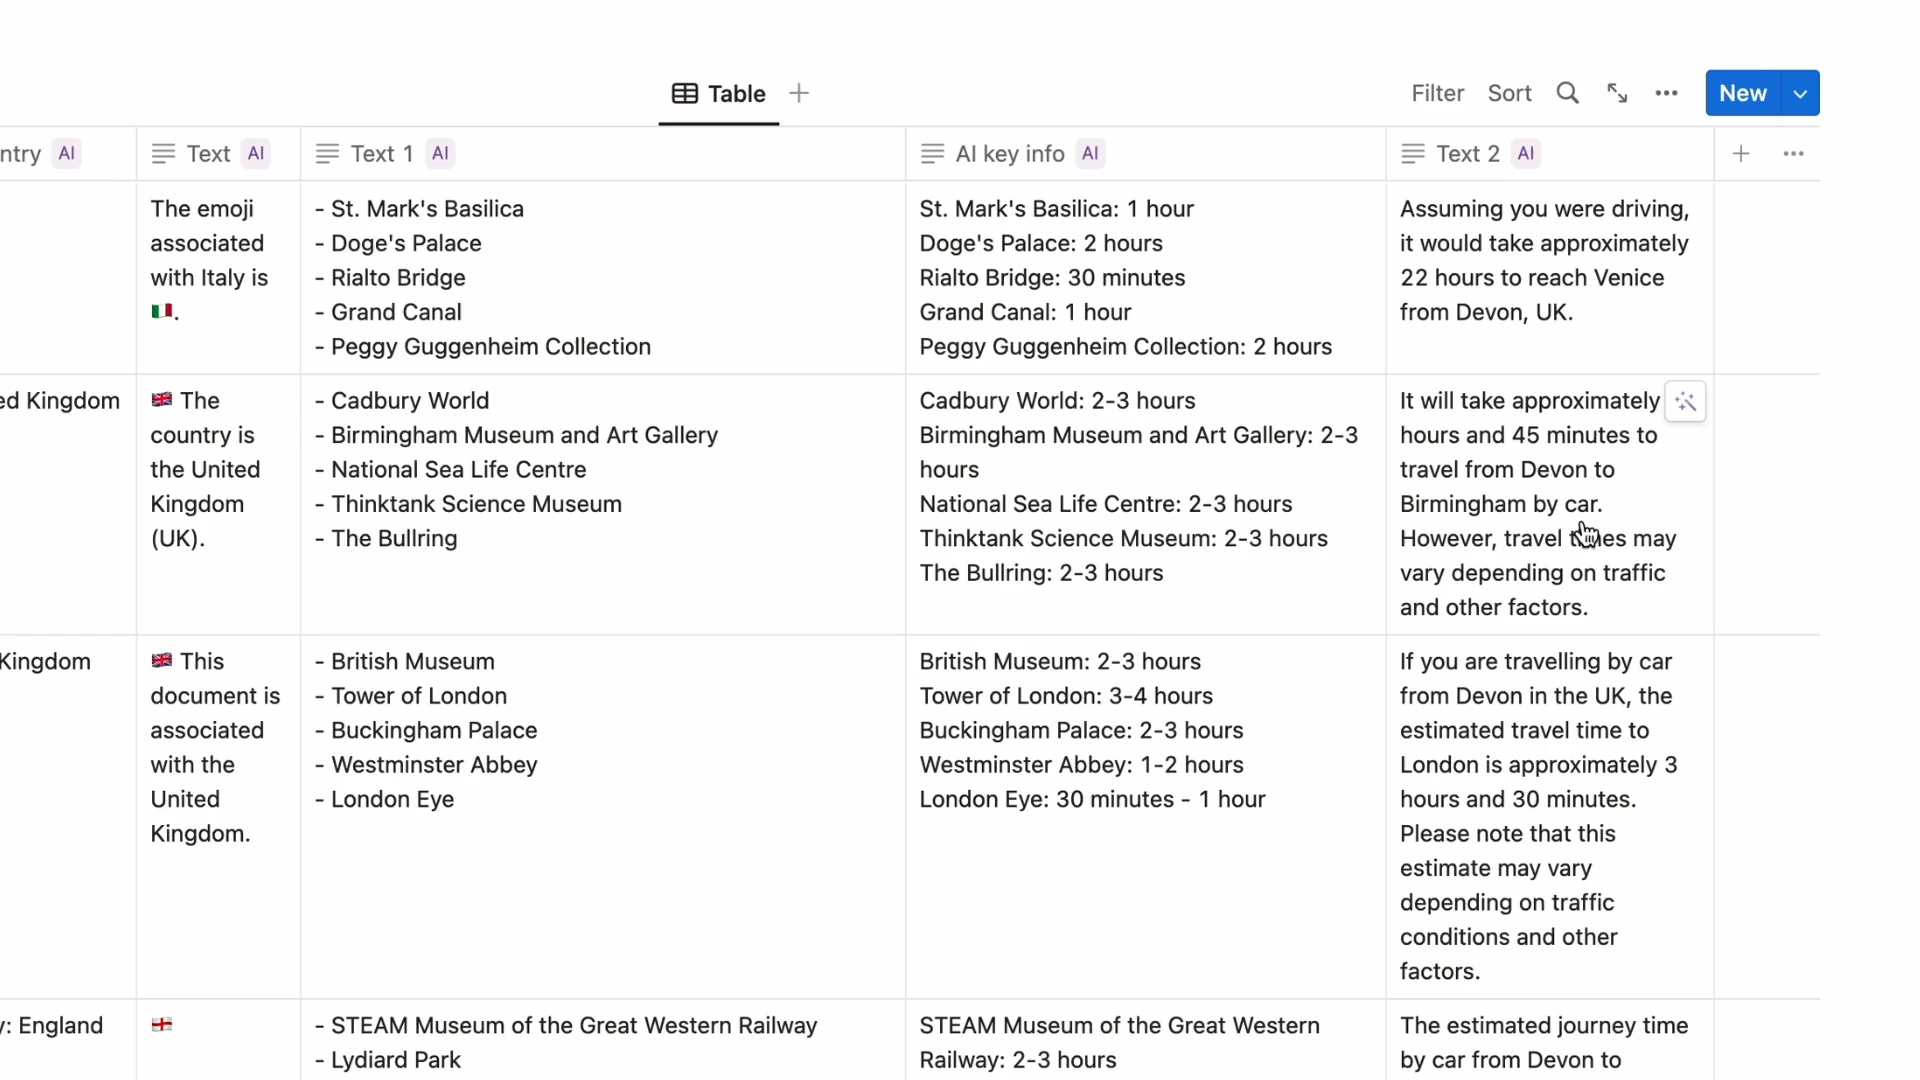 Table
Filter Sort
New
ntry AI
Text AI
Text 1 AI
AI key info AI
Text 2 AI
The emoji
associated
with Italy is
🇮🇹.
- St. Mark's Basilica
- Doge's Palace
- Rialto Bridge
- Grand Canal
- Peggy Guggenheim Collection
St. Mark's Basilica: 1 hour
Doge's Palace: 2 hours
Rialto Bridge: 30 minutes
Grand Canal: 1 hour
Peggy Guggenheim Collection: 2 hours
Assuming you were driving,
it would take approximately
22 hours to reach Venice
from Devon, UK.
ed Kingdom
🇬🇧 The
country is
the United
Kingdom
(UK).
- Cadbury World
- Birmingham Museum and Art Gallery
- National Sea Life Centre
- Thinktank Science Museum
- The Bullring
Cadbury World: 2-3 hours
Birmingham Museum and Art Gallery: 2-3
hours
National Sea Life Centre: 2-3 hours
Thinktank Science Museum: 2-3 hours
The Bullring: 2-3 hours
It will take approximately
hours and 45 minutes to
travel from Devon to
Birmingham by car.
However, travel times may
vary depending on traffic
and other factors.
Kingdom
🇬🇧 This
document is
associated
with the
United
Kingdom.
- British Museum
- Tower of London
- Buckingham Palace
- Westminster Abbey
- London Eye
British Museum: 2-3 hours
Tower of London: 3-4 hours
Buckingham Palace: 2-3 hours
Westminster Abbey: 1-2 hours
London Eye: 30 minutes - 1 hour
If you are travelling by car
from Devon in the UK, the
estimated travel time to
London is approximately 3
hours and 30 minutes.
Please note that this
estimate may vary
depending on traffic
conditions and other
factors.
y: England
🏴󠁧󠁢󠁥󠁮󠁧󠁿
- STEAM Museum of the Great Western Railway
- Lydiard Park
STEAM Museum of the Great Western
Railway: 2-3 hours
The estimated journey time
by car from Devon to